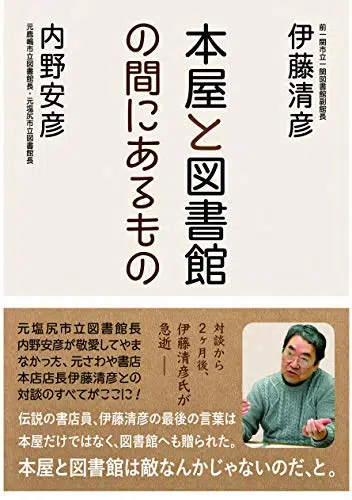 前一関市立一関図書館副館長
伊藤清彦
本屋と図書館
の間にあるもの
内野安彦
元鹿嶋市立図書館長・元塩尻市立図書館長
対談から
2ヶ月後、
伊藤清彦氏が
急逝――
元塩尻市立図書館長
内野安彦が敬愛してやま
なかった、元さわや書店
本店店長伊藤清彦との
対談のすべてがここに!
伝説の書店員、伊藤清彦の最後の言葉は
本屋だけではなく、図書館へも贈られた。
本屋と図書館は敵なんかじゃないのだ、と。